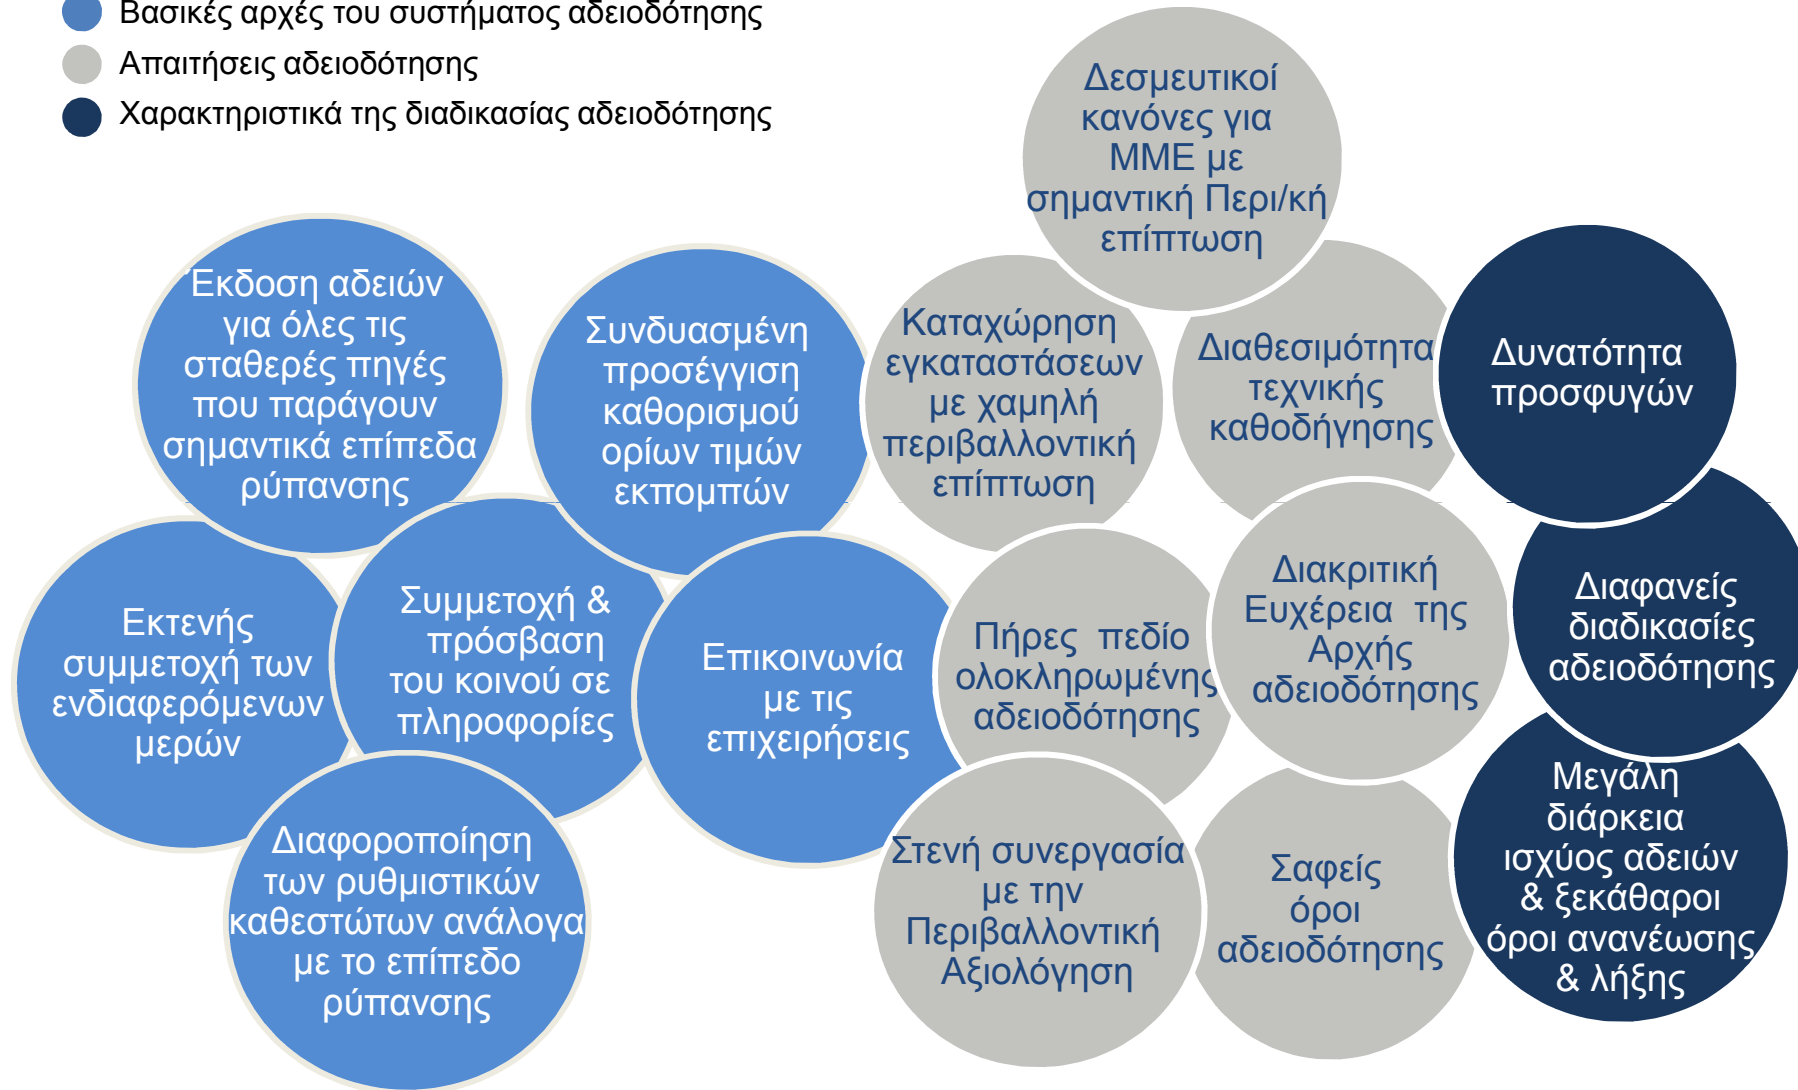 Βασικές αρχές του συστήματος αδειοδότησης
Απαιτήσεις αδειοδότησης
Χαρακτηριστικά της διαδικασίας αδειοδότησης
Έκδοση αδειών
για όλες τις
σταθερές πηγές
που παράγουν
σημαντικά επίπεδα
ρύπανσης
Συνδυασμένη
προσέγγιση
καθορισμού
ορίων τιμών
εκπομπών
Εκτενής
συμμετοχή των
ενδιαφερόμενων
μερών
Συμμετοχή &
πρόσβαση
του κοινού σε
πληροφορίες
Επικοινωνία
με τις
επιχειρήσεις
Διαφοροποίηση
των ρυθμιστικών
καθεστώτων ανάλογα
με το επίπεδο
ρύπανσης
Δεσμευτικοί
κανόνες για
ΜΜΕ με
σημαντική Περι/κή
επίπτωση
Καταχώρηση
εγκαταστάσεων
με χαμηλή
περιβαλλοντική
επίπτωση
Διαθεσιμότητα
τεχνικής
καθοδήγησης
Πήρες πεδίο
ολοκληρωμένης
αδειοδότησης
Διακριτική
Ευχέρεια της
Αρχής
αδειοδότησης
Στενή συνεργασία
με την
Περιβαλλοντική
Αξιολόγηση
Σαφείς
όροι
αδειοδότησης
Δυνατότητα
προσφυγών
Διαφανείς
διαδικασίες
αδειοδότησης
Μεγάλη
διάρκεια
ισχύος αδειών
& ξεκάθαροι
όροι ανανέωσης
& λήξης